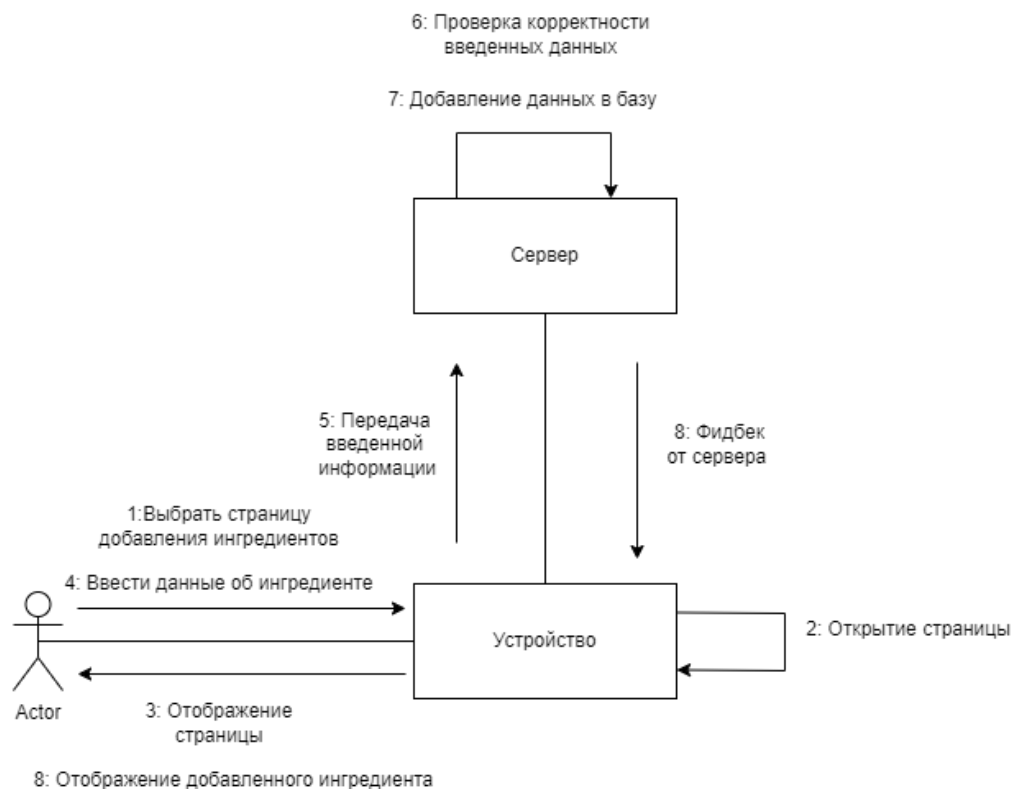 6: Проверка корректности
введенных данных
7: Добавление данных в базу
Сервер
5: Передача
введенной
информации
8: Фидбек
от сервера
1:Выбрать страницу
добавления ингредиентов
4: Ввести данные об ингредиенте
Устройство
2: Открытие страницы
Actor
3: Отображение
страницы
8: Отображение добавленного ингредиента